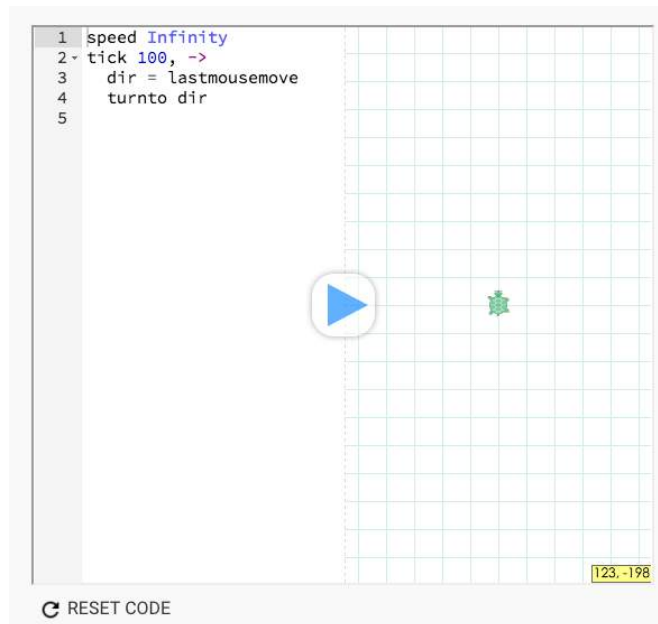 1 speed Infinity
2 tick 100, ->
3 dir = lastmousemove
4 turnto dir
5
123,-198
RESET CODE